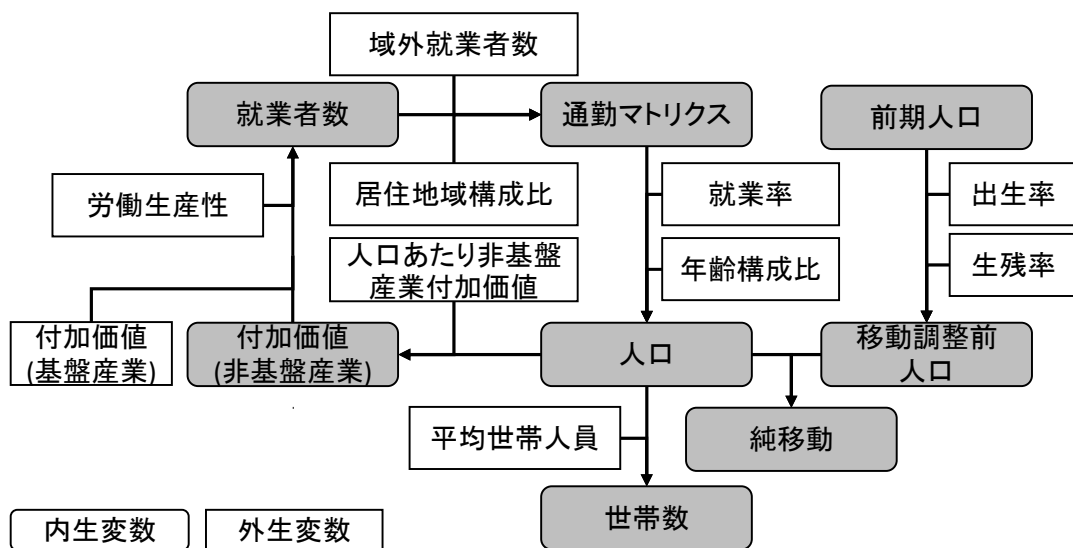 域外就業者数
就業者数
通勤マトリクス
前期人口
労働生産性
居住地域構成比
就業率
出生率
人口あたり非基盤
産業付加価値
年齢構成比
生残率
付加価値
(基盤産業)
付加価値
(非基盤産業)
人口
移動調整前
人口
平均世帯人員
純移動
世帯数
内生変数
外生変数